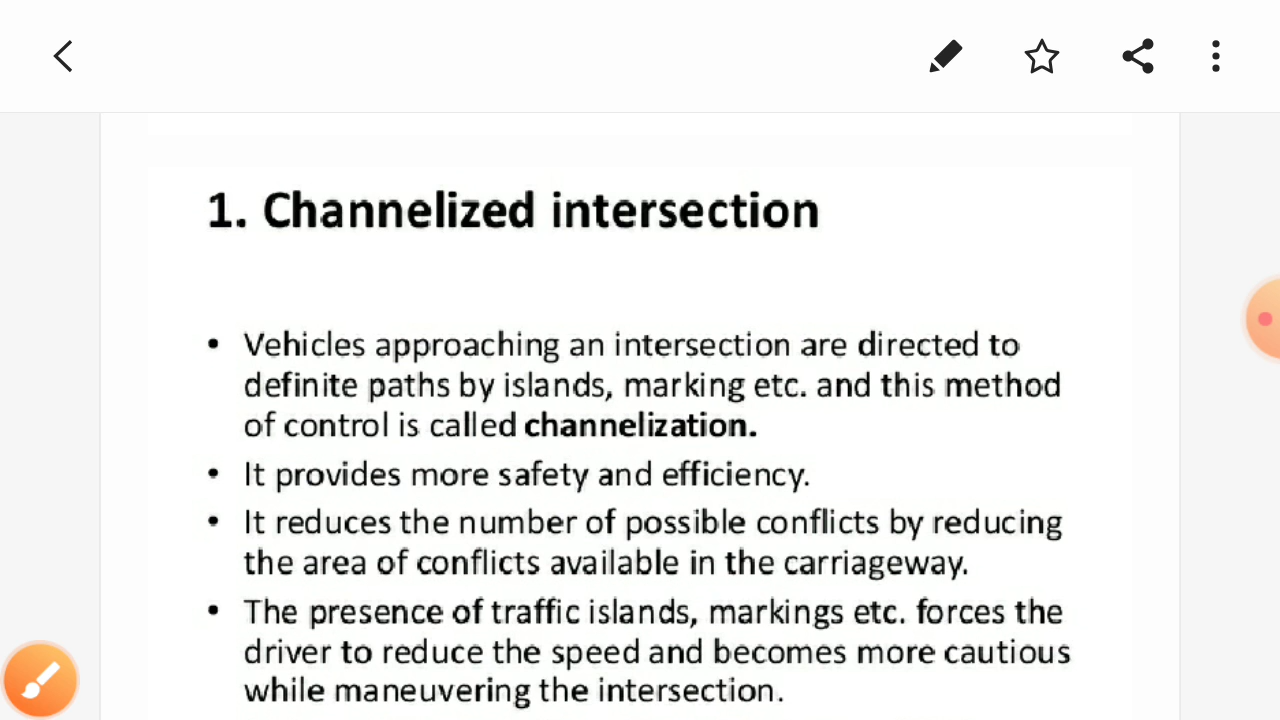 1. Channelized intersection
• Vehicles approaching an intersection are directed to
definite paths by islands, marking etc. and this method
of control is called channelization.
• It provides more safety and efficiency.
• It reduces the number of possible conflicts by reducing
the area of conflicts available in the carriageway.
• The presence of traffic islands, markings etc. forces the
driver to reduce the speed and becomes more cautious
while maneuvering the intersection.